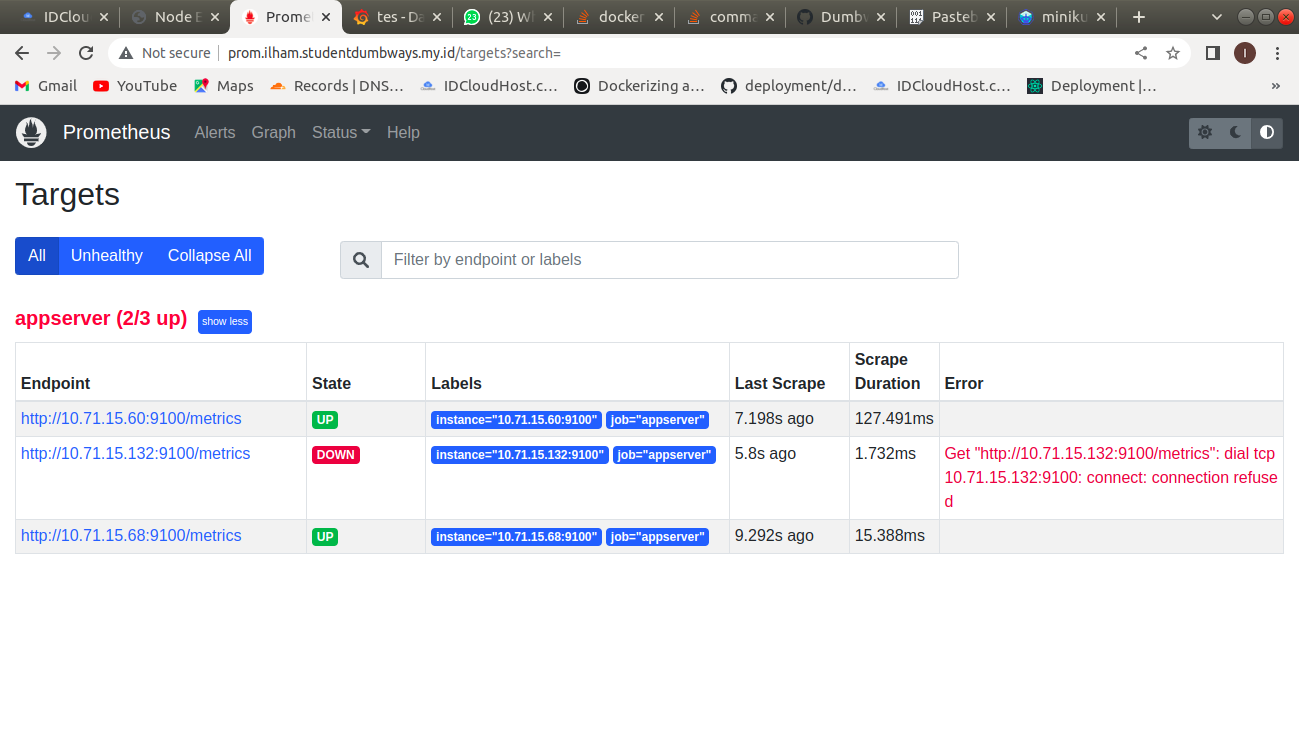 IDClou
Node E
Promet
tes - Da
(23) Wh
docker
comma
Dumbw
Pasteb
miniku
Not secure
prom.ilham.studentdumbways.my.id/targets?search=
I
Gmail
YouTube
Maps
Records | DNS...
IDCloudHost.c...
Dockerizing a...
deployment/d...
IDCloudHost.c...
Deployment |...
»
Prometheus Alerts Graph Status Help
Targets
All Unhealthy Collapse All
Filter by endpoint or labels
appserver (2/3 up) show less
Endpoint State Labels Last Scrape Scrape Duration Error
http://10.71.15.60:9100/metrics UP instance="10.71.15.60:9100" job="appserver" 7.198s ago 127.491ms
http://10.71.15.132:9100/metrics DOWN instance="10.71.15.132:9100" job="appserver" 5.8s ago 1.732ms Get "http://10.71.15.132:9100/metrics": dial tcp
10.71.15.132:9100: connect: connection refuse
d
http://10.71.15.68:9100/metrics UP instance="10.71.15.68:9100" job="appserver" 9.292s ago 15.388ms